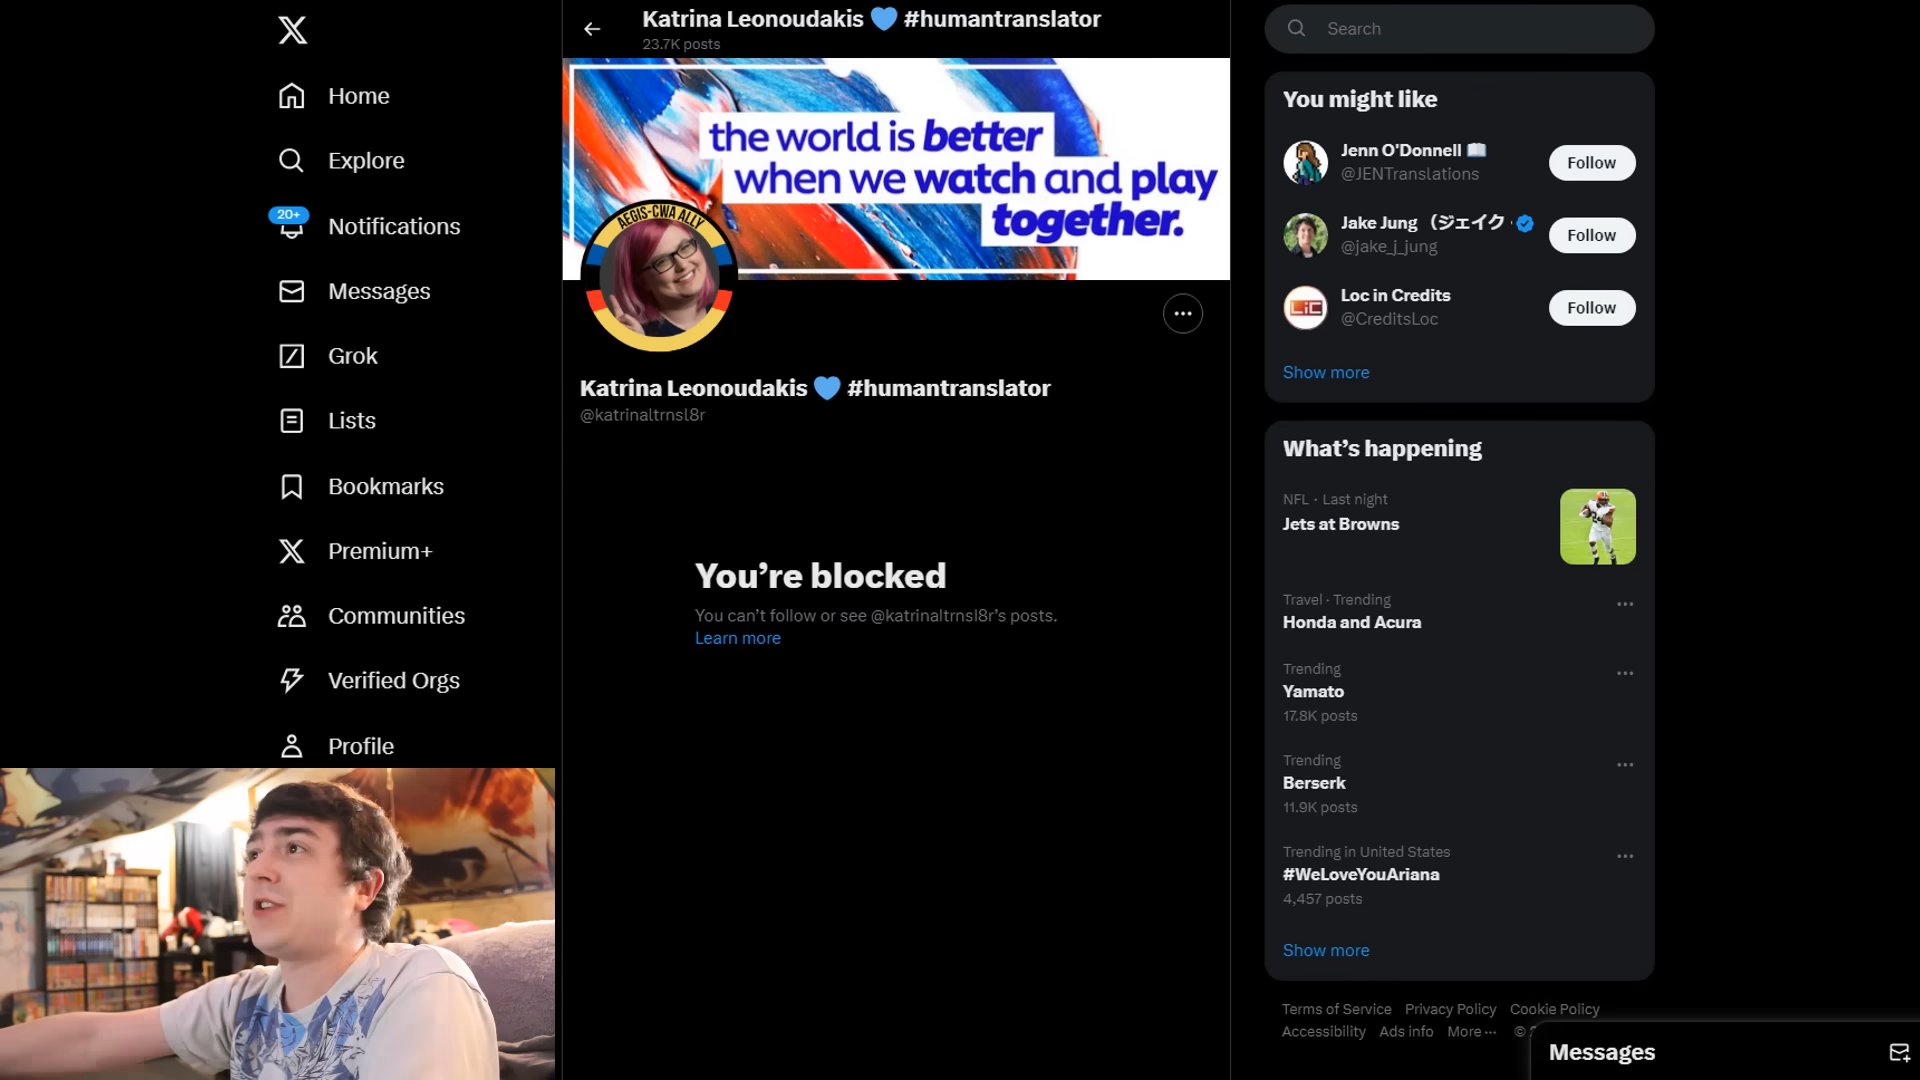 Home
Explore
20+
Notifications
Messages
Grok
Lists
Bookmarks
Premium+
Communities
Verified Orgs
Profile
Katrina Leonoudakis 💙 #humantranslator
23.7K posts
the world is better
when we watch and play
together.
AEGIS-CWA ALLY
Katrina Leonoudakis 💙 #humantranslator
@katrinaltrnsl8r
You’re blocked
You can’t follow or see @katrinaltrnsl8r’s posts.
Learn more
Search
You might like
Jenn O'Donnell 📖
@JENTranslations
Follow
Jake Jung （ジェイク ·
@jake_j_jung
Follow
Loc in Credits
@CreditsLoc
LiC
Follow
Show more
What’s happening
NFL · Last night
Jets at Browns
Travel · Trending
Honda and Acura
Trending
Yamato
17.8K posts
Trending
Berserk
11.9K posts
Trending in United States
#WeLoveYouAriana
4,457 posts
Show more
Terms of Service Privacy Policy Cookie Policy
Accessibility Ads info More ··· ©
Messages